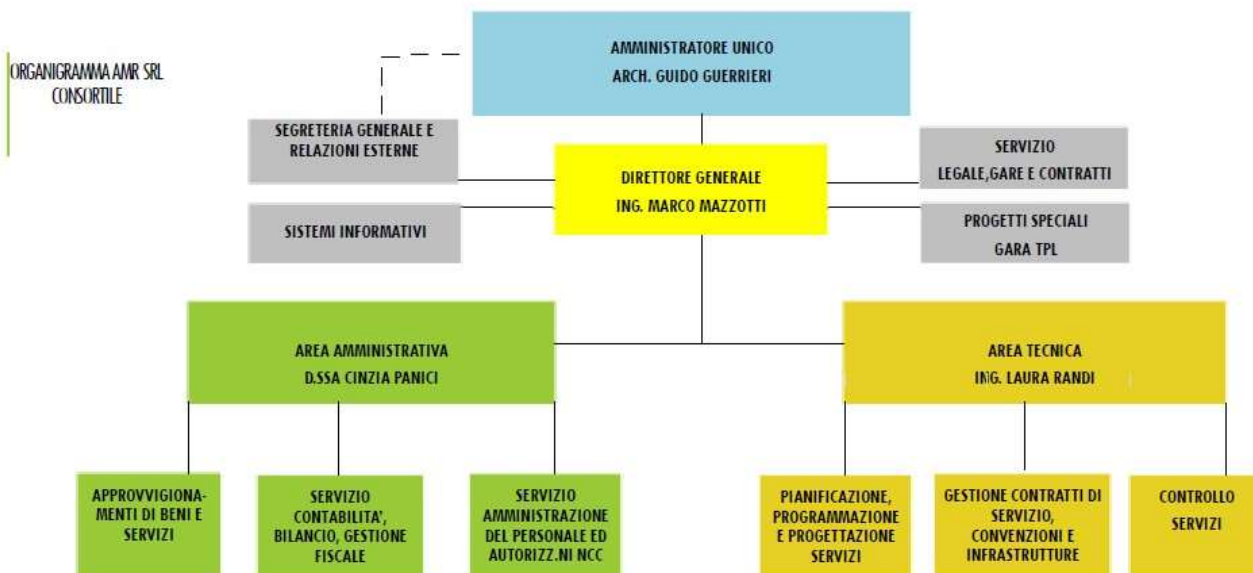 ORGANIGRAMMA AMR SRL
CONSORTILE
AMMINISTRATORE UNICO
ARCH. GUIDO GUERRIERI
SEGRETERIA GENERALE E
RELAZIONI ESTERNE
DIRETTORE GENERALE
ING. MARCO MAZZOTTI
SERVIZIO
LEGALE,GARE E CONTRATTI
SISTEMI INFORMATIVI
PROGETTI SPECIALI
GARA TPL
AREA AMMINISTRATIVA
D.SSA CINZIA PANICI
AREA TECNICA
ING. LAURA RANDI
APPROVVIGIONA-
MENTI DI BENI E
SERVIZI
SERVIZIO
CONTABILITA',
BILANCIO, GESTIONE
FISCALE
SERVIZIO
AMMINISTRAZIONE
DEL PERSONALE ED
AUTORIZZ.NI NCC
PIANIFICAZIONE,
PROGRAMMAZIONE
E PROGETTAZIONE
SERVIZI
GESTIONE CONTRATTI DI
SERVIZIO,
CONVENZIONI E
INFRASTRUTTURE
CONTROLLO
SERVIZI